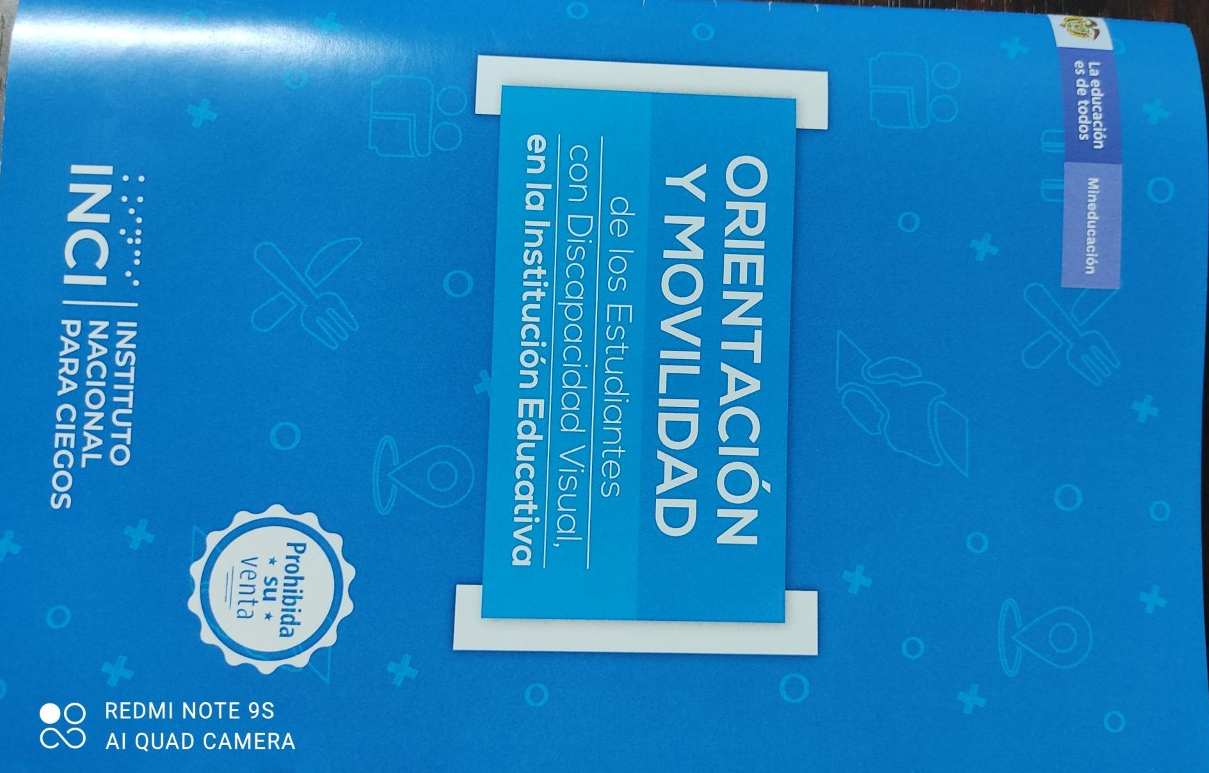 La educación
es de todos
Mineducación
ORIENTACIÓN
Y MOVILIDAD
de los Estudiantes
con Discapacidad Visual,
en la Institución Educativa
Prohibida
su
venta
INCI
INSTITUTO
NACIONAL
PARA CIEGOS
REDMI NOTE 9S
AI QUAD CAMERA